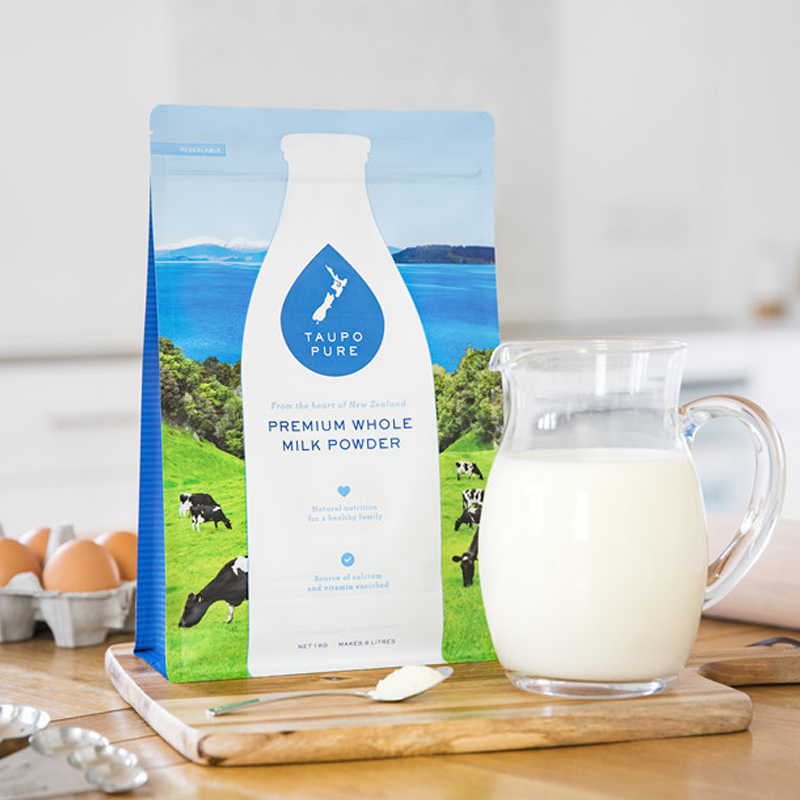 RESEALABLE
TAUPO
PURE
From the heart of New Zealand
PREMIUM WHOLE
MILK POWDER
Natural nutrition
for a healthy family
Source of calcium
and vitamin enriched
NET 1 KG MAKES 8 LITRES